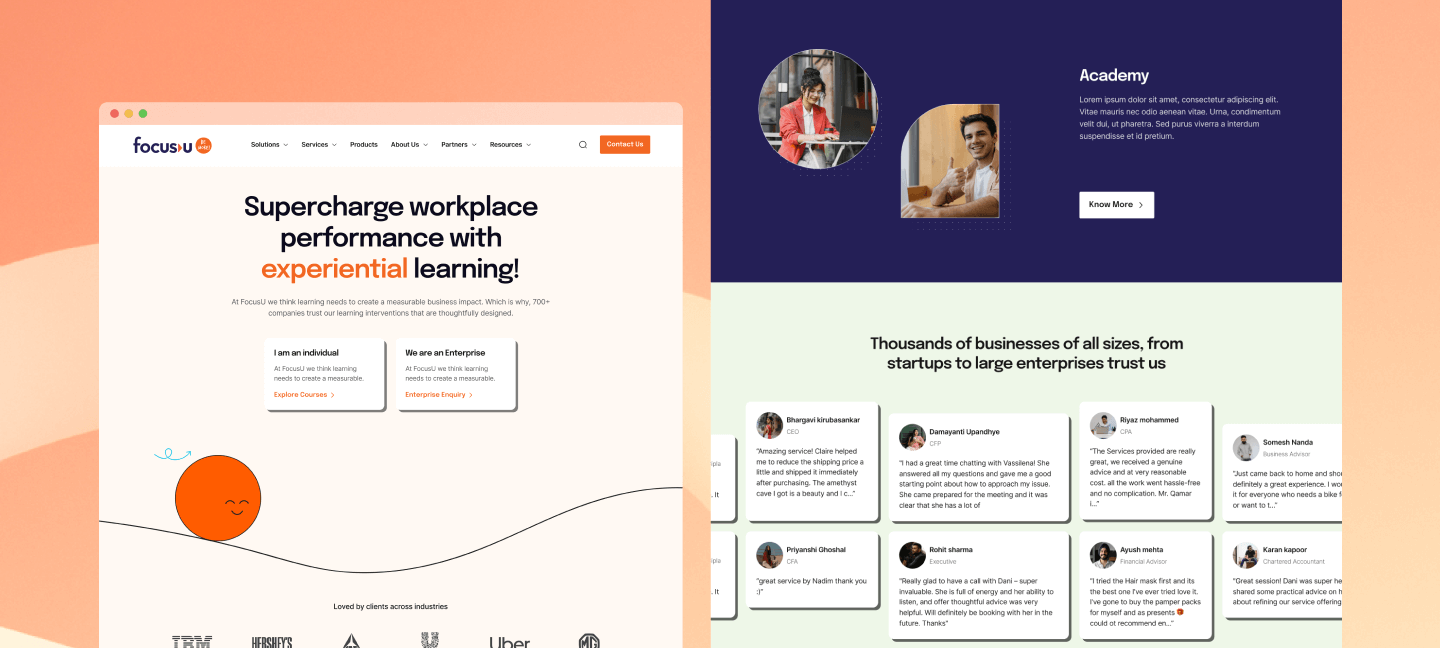 focusu
Solutions
Services
Products
About Us
Partners
Resources
Contact Us
Supercharge workplace
performance with
experiential learning!
At FocusU we think learning needs to create a measurable business impact. Which is why, 700+
companies trust our learning interventions that are thoughtfully designed.
I am an individual
At FocusU we think learning
needs to create a measurable.
Explore Courses
We are an Enterprise
At FocusU we think learning
needs to create a measurable.
Enterprise Enquiry
Loved by clients across industries
IBM
HERSHEY'S
Uber
MG
Academy
Lorem ipsum dolor sit amet, consectetur adipiscing elit.
Vitae mauris nec odio aenean vitae. Urna, condimentum
velit dui, ut pharetra. Sed purus viverra a interdum
suspendisse et id pretium.
Know More
Thousands of businesses of all sizes, from
startups to large enterprises trust us
. It
Bhargavi kirubasankar
CEO
"Amazing service! Claire helped
me to reduce the shipping price a
little and shipped it immediately
after purchasing. The amethyst
cave I got is a beauty and I c..."
Damayanti Upandhye
CFP
"I had a great time chatting with Vassilena! She
answered all my questions and gave me a good
starting point about how to approach my issue.
She came prepared for the meeting and it was
clear that she has a lot of
Riyaz mohammed
CPA
"The Services provided are really
great, we received a genuine
advice and at very reasonable
cost. all the work went hassle-free
and no complication. Mr. Qamar
i..."
Somesh Nanda
Business Advisor
"Just came back to home and
definitely a great experience. I
it for everyone who needs a bike
or want to t..."
. It
Priyanshi Ghoshal
CFA
"great service by Nadim thank you
:)"
Rohit sharma
Executive
"Really glad to have a call with Dani – super
invaluable. She is full of energy and her ability to
listen, and offer thoughtful advice was very
helpful. Will definitely be booking with her in the
future. Thanks"
Ayush mehta
Financial Advisor
"I tried the Hair mask first and its
the best one I've ever tried love it.
I've gone to buy the pamper packs
for myself and as presents 🎁
could ot recommend en..."
Karan kapoor
Chartered Accountant
"Great session! Dani was super
shared some practical advice on
about refining our service offering